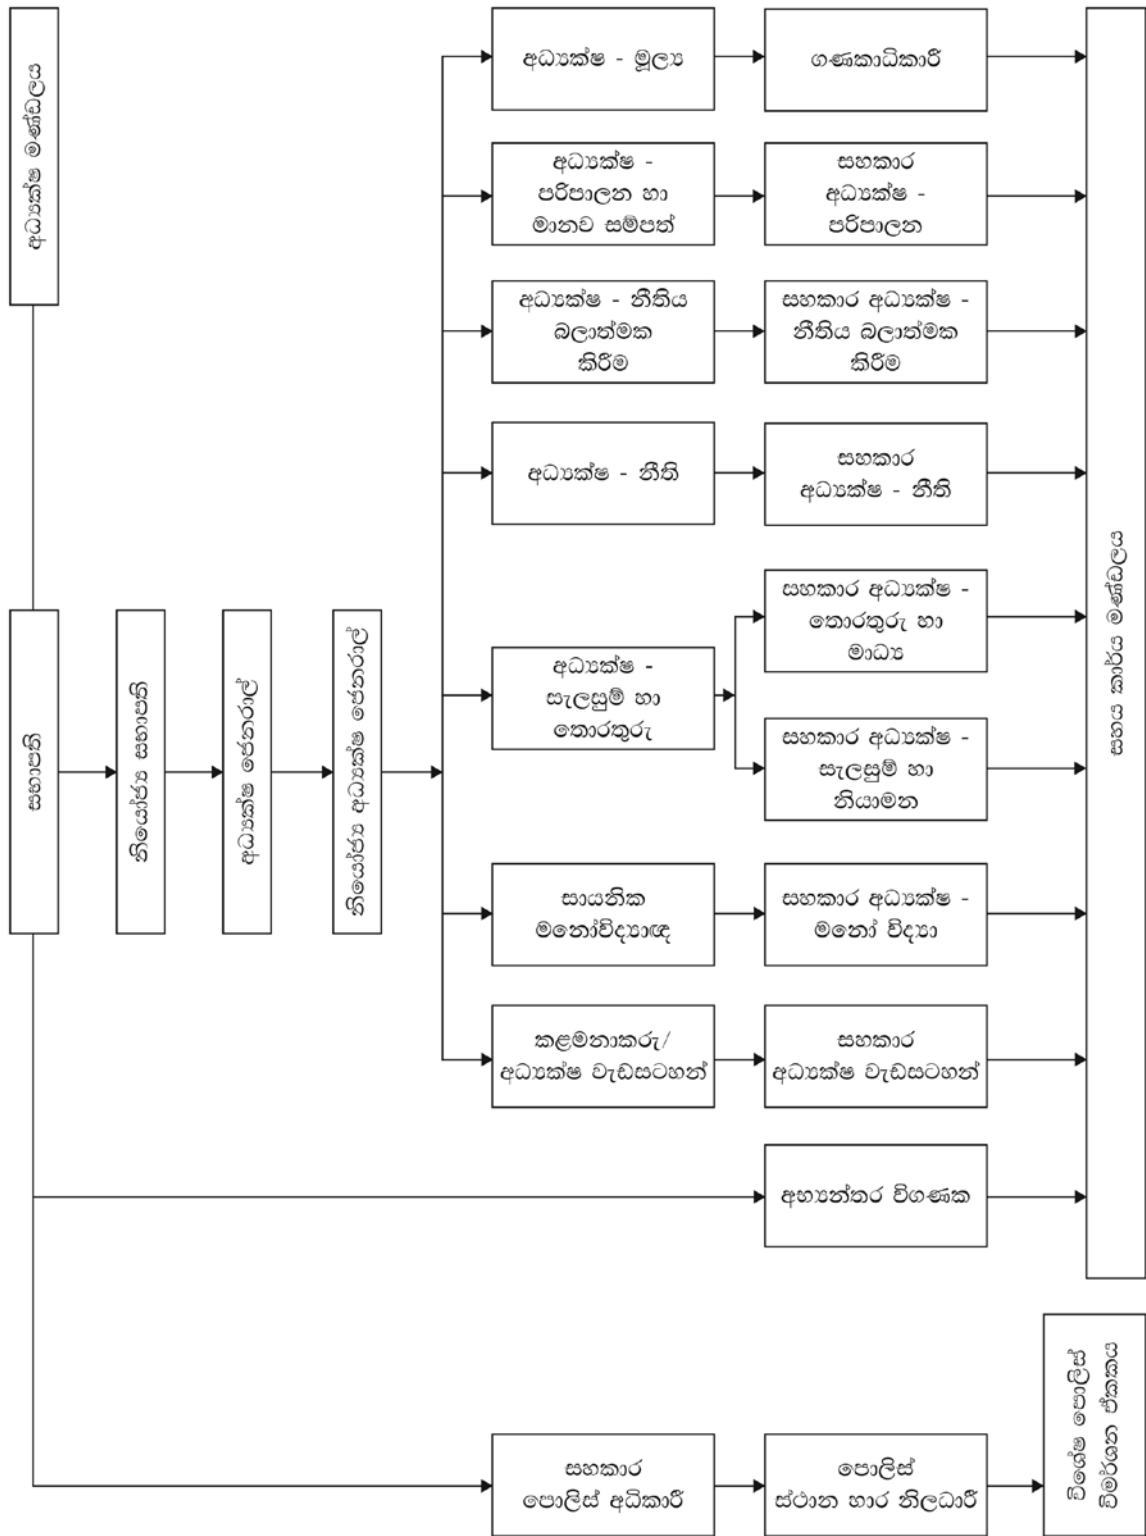 අධ්‍යක්ෂ මණ්ඩලය
සභාපති
නියෝජ්‍ය සභාපති
අධ්‍යක්ෂ ජෙනරාල්
නියෝජ්‍ය අධ්‍යක්ෂ ජෙනරාල්
අධ්‍යක්ෂ - මූල්‍ය
ගණකාධිකාරී
අධ්‍යක්ෂ -
පරිපාලන හා
මානව සම්පත්
සහකාර
අධ්‍යක්ෂ -
පරිපාලන
අධ්‍යක්ෂ - නීතිය
බලාත්මක
කිරීම
සහකාර අධ්‍යක්ෂ -
නීතිය බලාත්මක
කිරීම
අධ්‍යක්ෂ - නීති
සහකාර
අධ්‍යක්ෂ - නීති
අධ්‍යක්ෂ -
සැලසුම් හා
තොරතුරු
සහකාර අධ්‍යක්ෂ -
තොරතුරු හා
මාධ්‍ය
සහකාර අධ්‍යක්ෂ -
සැලසුම් හා
නියාමන
සායනික
මනෝවිද්‍යාඥ
සහකාර අධ්‍යක්ෂ -
මනෝ විද්‍යා
කළමනාකරු/
අධ්‍යක්ෂ වැඩසටහන්
සහකාර
අධ්‍යක්ෂ වැඩසටහන්
අභ්‍යන්තර විගණක
සහය කාර්ය මණ්ඩලය
සහකාර
පොලිස් අධිකාරී
පොලිස්
ස්ථාන භාර නිලධාරී
විශේෂ පොලිස්
විමර්ශන ඒකකය